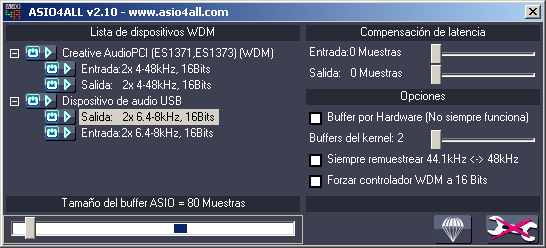 ASIO4ALL v2.10 - www.asio4all.com
Lista de dispositivos WDM
Creative AudioPCI (ES1371,ES1373) (WDM)
Entrada:2x 4-48kHz, 16Bits
Salida: 2x 4-48kHz, 16Bits
Dispositivo de audio USB
Salida: 2x 6.4-8kHz, 16Bits
Entrada:2x 6.4-8kHz, 16Bits
Tamaño del buffer ASIO = 80 Muestras
Compensación de latencia
Entrada:0 Muestras
Salida: 0 Muestras
Opciones
Buffer por Hardware (No siempre funciona)
Buffers del kernel: 2
Siempre remuestrear 44.1kHz <-> 48kHz
Forzar controlador WDM a 16 Bits